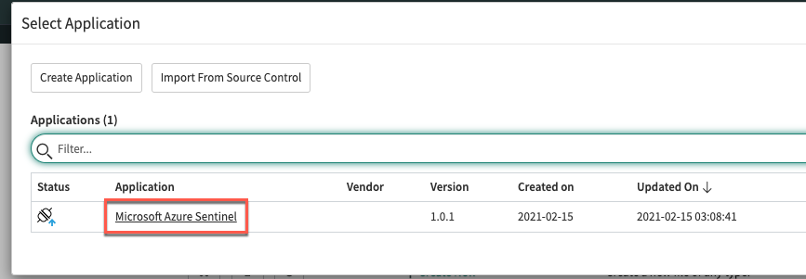 Select Application
Create Application Import From Source Control
Applications (1)
Filter...
Status Application Vendor Version Created on Updated On
Microsoft Azure Sentinel 1.0.1 2021-02-15 2021-02-15 03:08:41